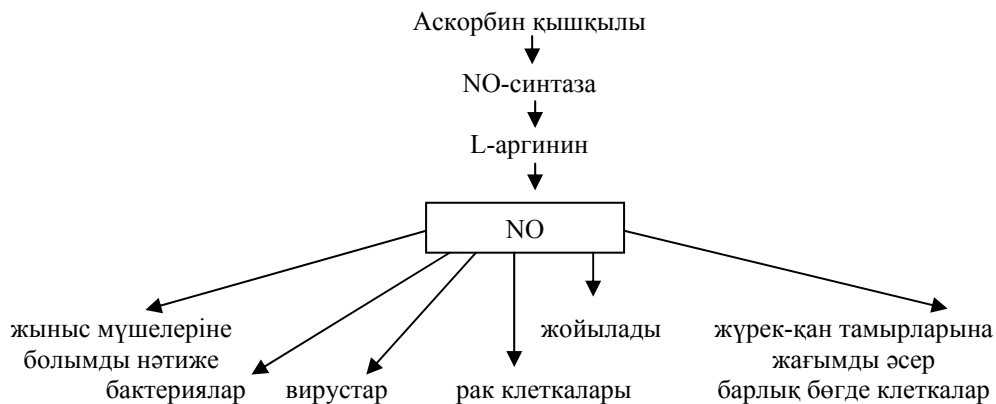 Аскорбин қышқылы
NO-синтаза
L-аргинин
NO
жыныс мүшелеріне
болымды нәтиже
жойылады
жүрек-қан тамырларына
жағымды әсер
бактериялар
вирустар
рак клеткалары
барлық бөгде клеткалар